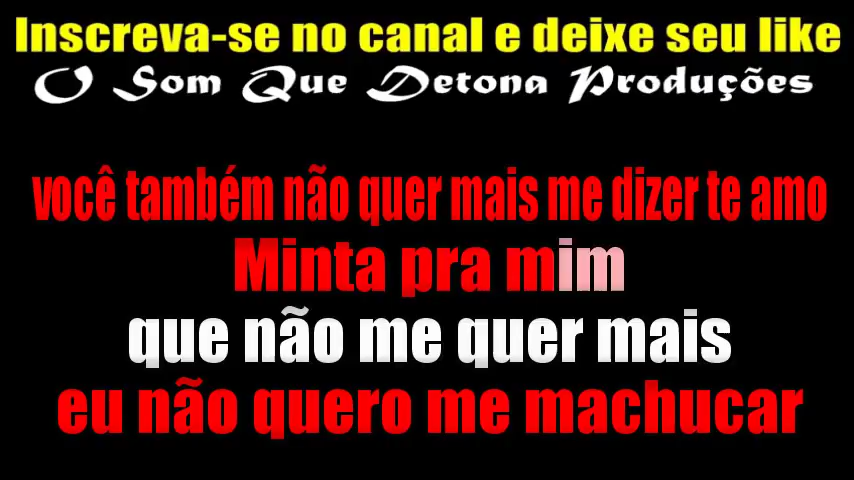 Inscreva-se no canal e deixe seu like
O Som Que Detona Produções
você também não quer mais me dizer te amo
Minta pra mim
que não me quer mais
eu não quero me machucar